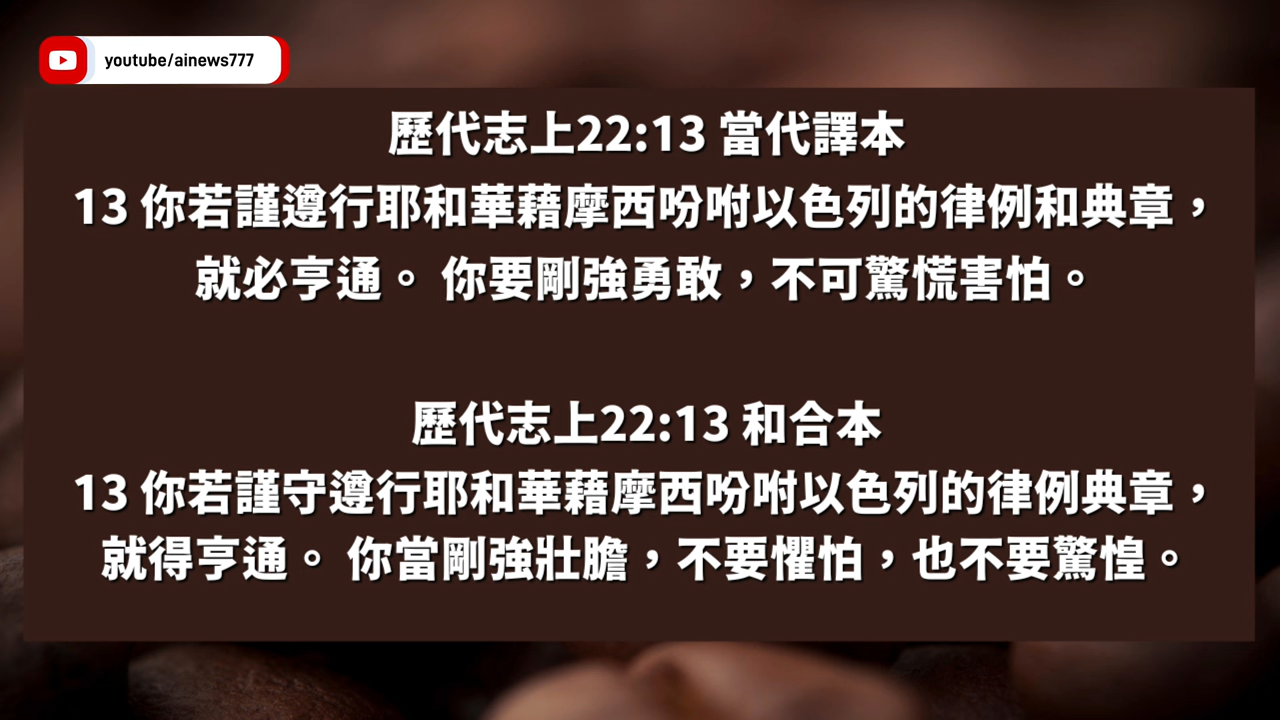 youtube/ainews777
歷代志上22:13 當代譯本
13 你若謹遵行耶和華藉摩西吩咐以色列的律例和典章，
就必亨通。 你要剛強勇敢，不可驚慌害怕。
歷代志上22:13 和合本
13 你若謹守遵行耶和華藉摩西吩咐以色列的律例典章，
就得亨通。 你當剛強壯膽，不要懼怕，也不要驚惶。